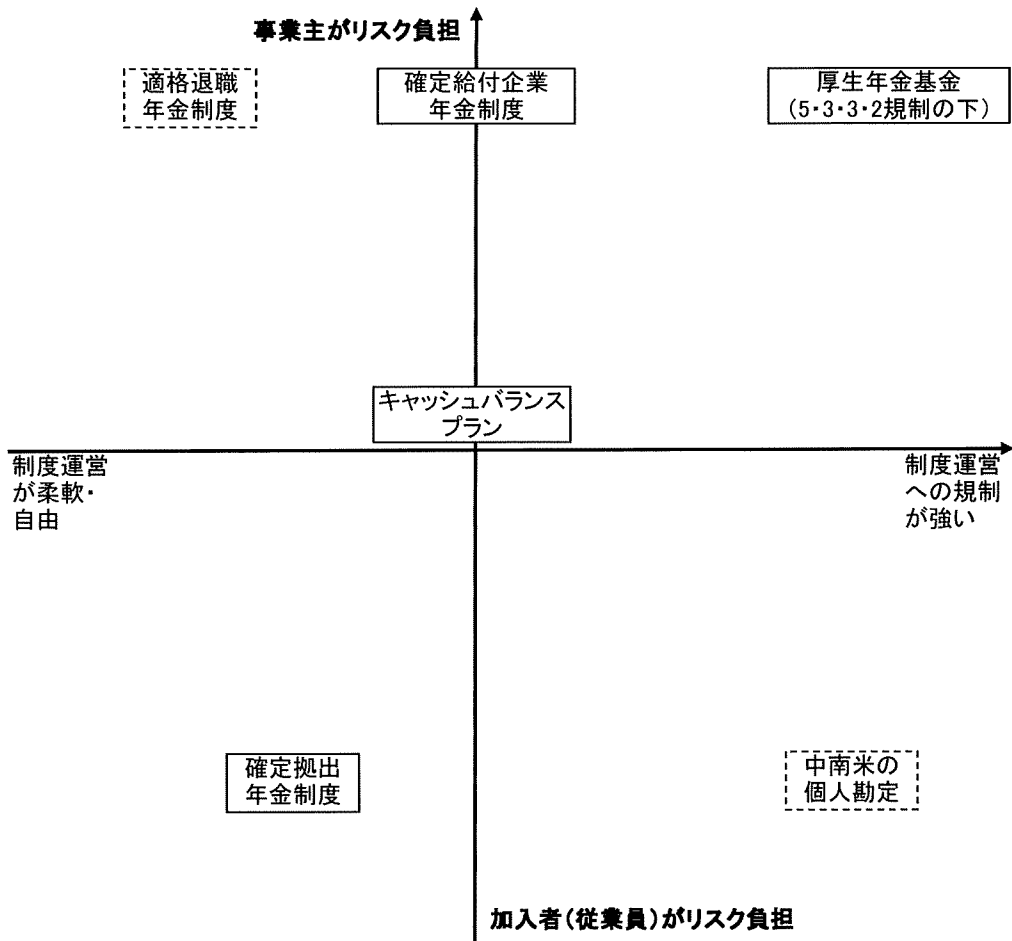 事業主がリスク負担
適格退職
年金制度
確定給付企業
年金制度
厚生年金基金
(5・3・3・2規制の下)
キャッシュバランス
プラン
制度運営
が柔軟・
自由
制度運営
への規制
が強い
確定拠出
年金制度
中南米の
個人勘定
加入者(従業員)がリスク負担